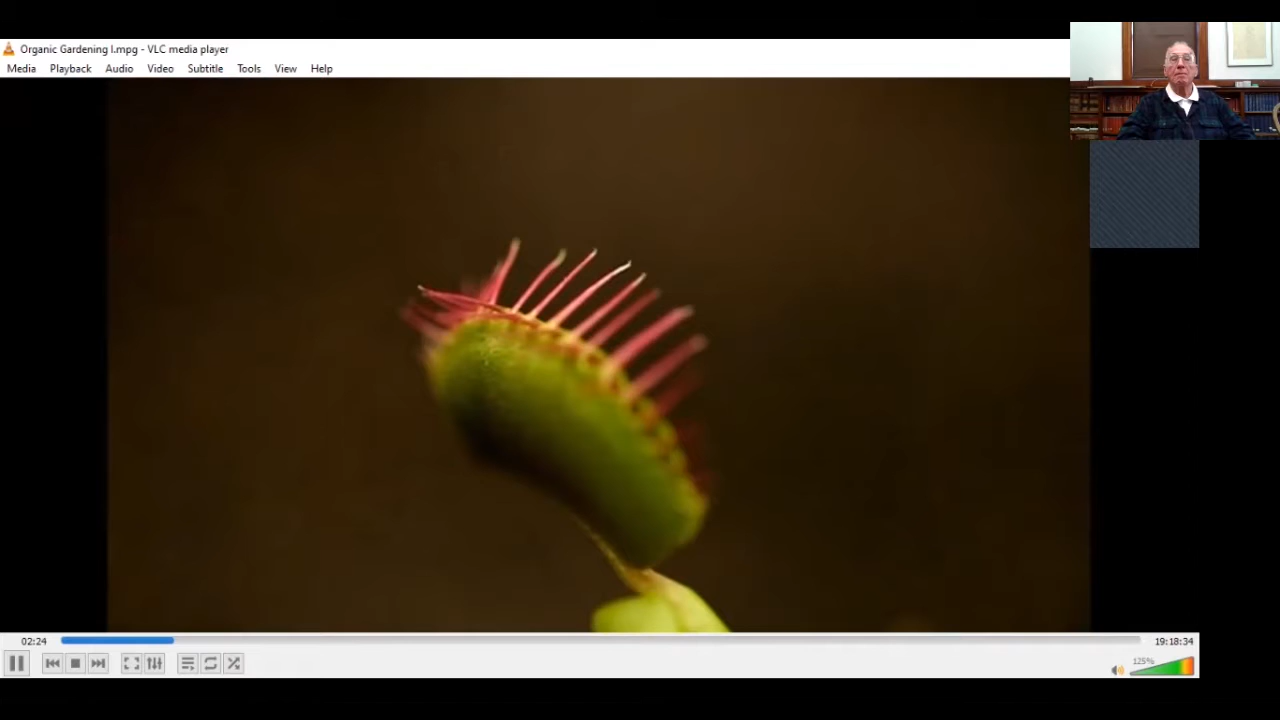 Organic Gardening I.mpg - VLC media player
Media Playback Audio Video Subtitle Tools View Help
02:24
19:18:34
125%